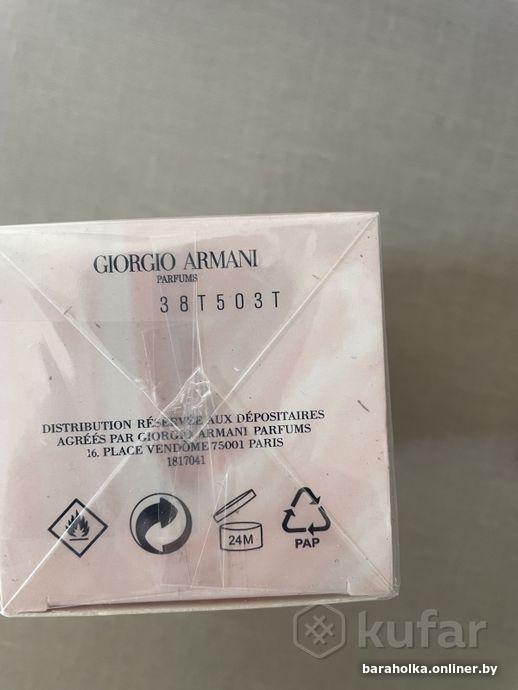 GIORGIO ARMANI
PARFUMS
38T503T
DISTRIBUTION RÉSERVÉE AUX DÉPOSITAIRES
AGRÉÉS PAR GIORGIO ARMANI PARFUMS
16, PLACE VENDÔME 75001 PARIS
1817041
24M
PAP
kufar
baraholka.onliner.by